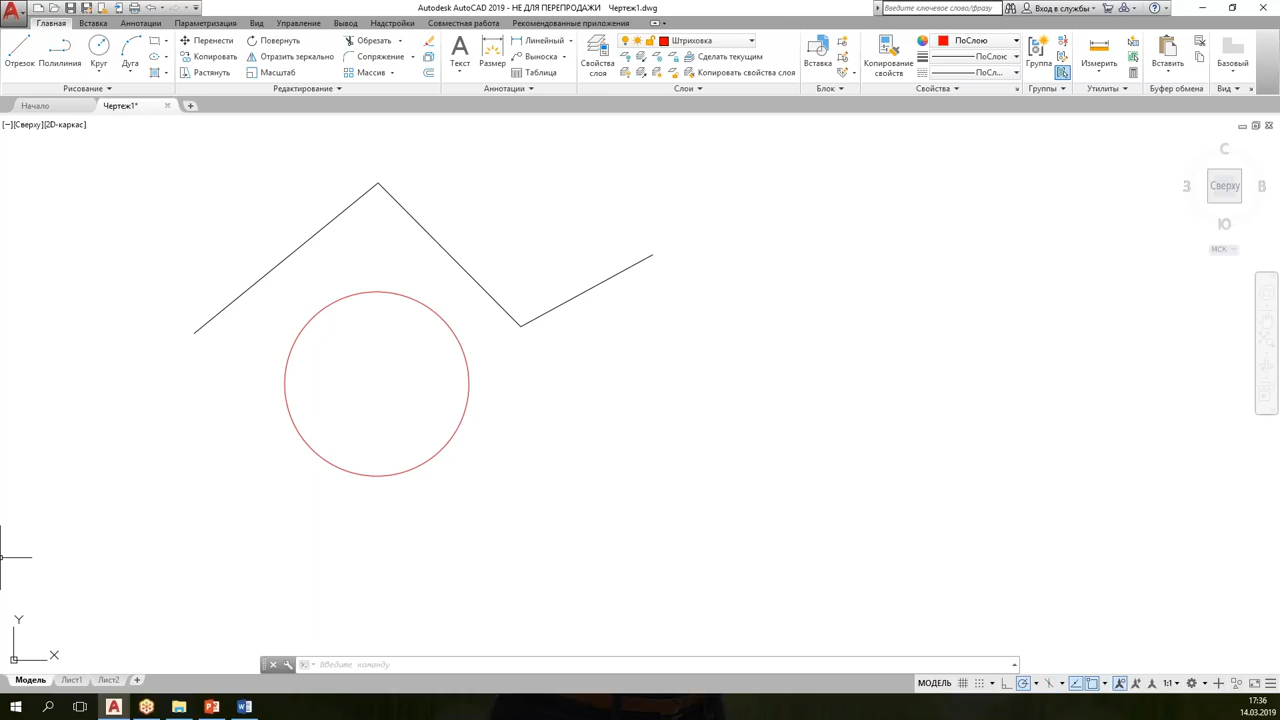 Autodesk AutoCAD 2019 - НЕ ДЛЯ ПЕРЕПРОДАЖИ Чертеж1.dwg
Введите ключевое слово/фразу
Вход в службы
Главная Вставка Аннотации Параметризация Вид Управление Вывод Надстройки Совместная работа Рекомендованные приложения
Отрезок Полилиния Круг Дуга
Перенести Повернуть Обрезать
Копировать Отразить зеркально Сопряжение
Растянуть Масштаб Массив
Текст Размер
Линейный
Выноска
Таблица
Свойства слоя
Штриховка
Сделать текущим
Копировать свойства слоя
Вставка
Копирование свойств
ПоСлою
ПоСлою
ПоСл...
Группа
Измерить
Вставить
Базовый
Рисование Редактирование Аннотации Слои Блок Свойства Группы Утилиты Буфер обмена Вид
Начало Чертеж1*
[−][Сверху][2D-каркас]
С
З Сверху В
Ю
МСК
Y
X
Введите команду
Модель Лист1 Лист2
МОДЕЛЬ 1:1
17:36
14.03.2019